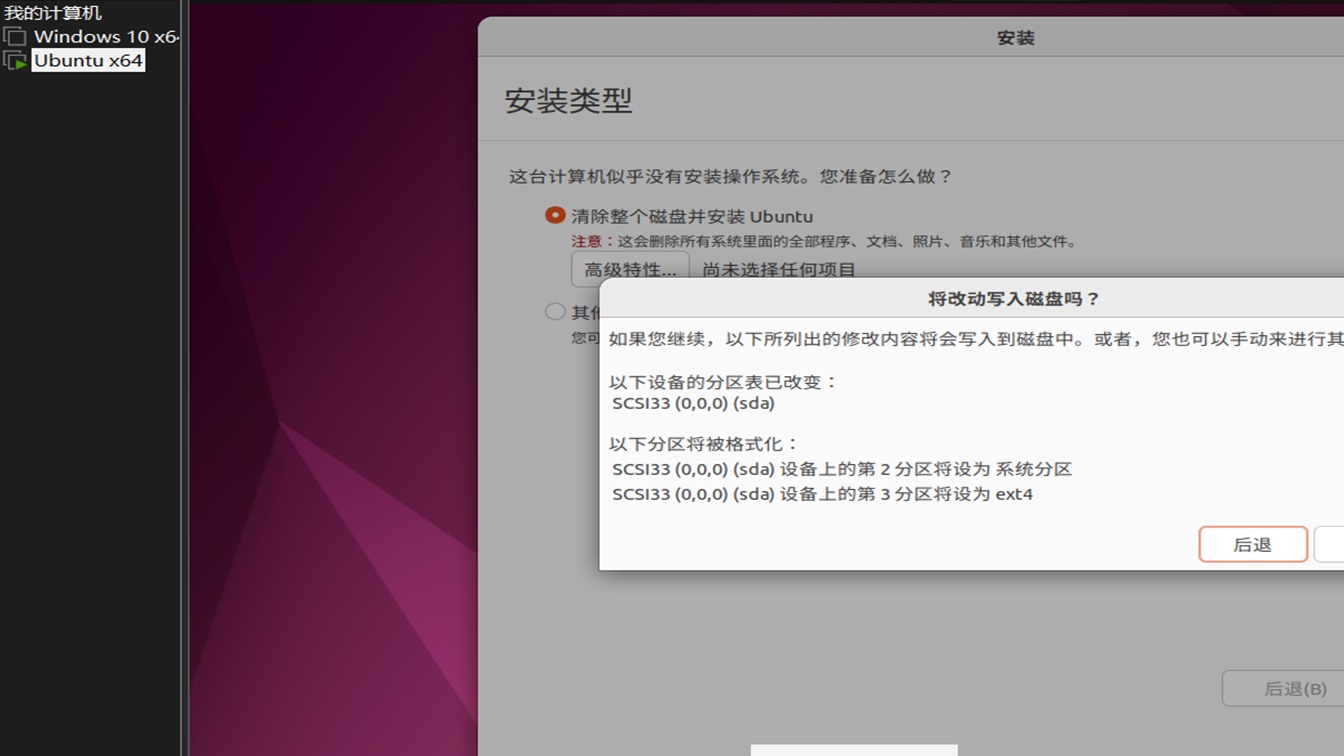 我的计算机
Windows 10 x64
Ubuntu x64
安装
安装类型
这台计算机似乎没有安装操作系统。您准备怎么做？
清除整个磁盘并安装 Ubuntu
注意：这会删除所有系统里面的全部程序、文档、照片、音乐和其他文件。
高级特性... 尚未选择任何项目
其他
您可
将改动写入磁盘吗？
如果您继续，以下所列出的修改内容将会写入到磁盘中。或者，您也可以手动来进行其
以下设备的分区表已改变：
SCSI33 (0,0,0) (sda)
以下分区将被格式化：
SCSI33 (0,0,0) (sda) 设备上的第 2 分区将设为 系统分区
SCSI33 (0,0,0) (sda) 设备上的第 3 分区将设为 ext4
后退
后退(B)